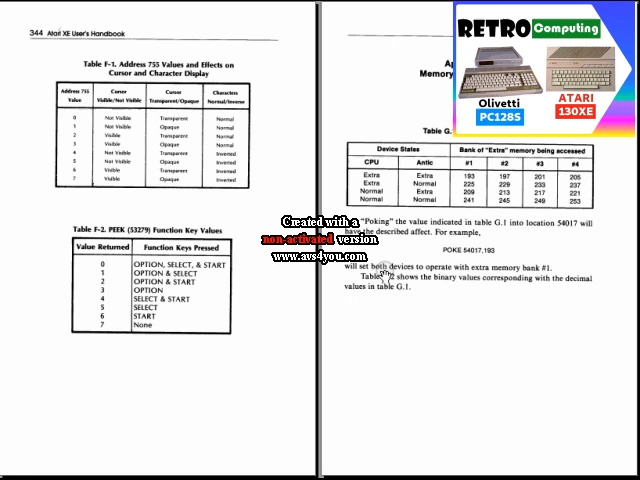 344 Atari XE User's Handbook
Table F-1. Address 755 Values and Effects on
Cursor and Character Display
Address 755 Cursor Cursor Characters
Value Visible/Not Visible Transparent/Opaque Normal/Inverse
0 Not Visible Transparent Normal
1 Not Visible Opaque Normal
2 Visible Transparent Normal
3 Visible Opaque Normal
4 Not Visible Transparent Inverted
5 Not Visible Opaque Inverted
6 Visible Transparent Inverted
7 Visible Opaque Inverted
Table F-2. PEEK (53279) Function Key Values
Value Returned Function Keys Pressed
0 OPTION, SELECT, & START
1 OPTION & SELECT
2 OPTION & START
3 OPTION
4 SELECT & START
5 SELECT
6 START
7 None
Memory
Table G.
Device States Bank of "Extra" memory being accessed
CPU Antic #1 #2 #3 #4
Extra Extra 193 197 201 205
Extra Normal 225 229 233 237
Normal Extra 209 213 217 221
Normal Normal 241 245 249 253
"Poking" the value indicated in table G.1 into location 54017 will
have the described affect. For example,
POKE 54017,193
will set both devices to operate with extra memory bank #1.
2 shows the binary values corresponding with the decimal
values in table G.1.
RETRO Computing
Olivetti
PC128S
ATARI
130XE
Created with a
non-activated version
www.avs4you.com